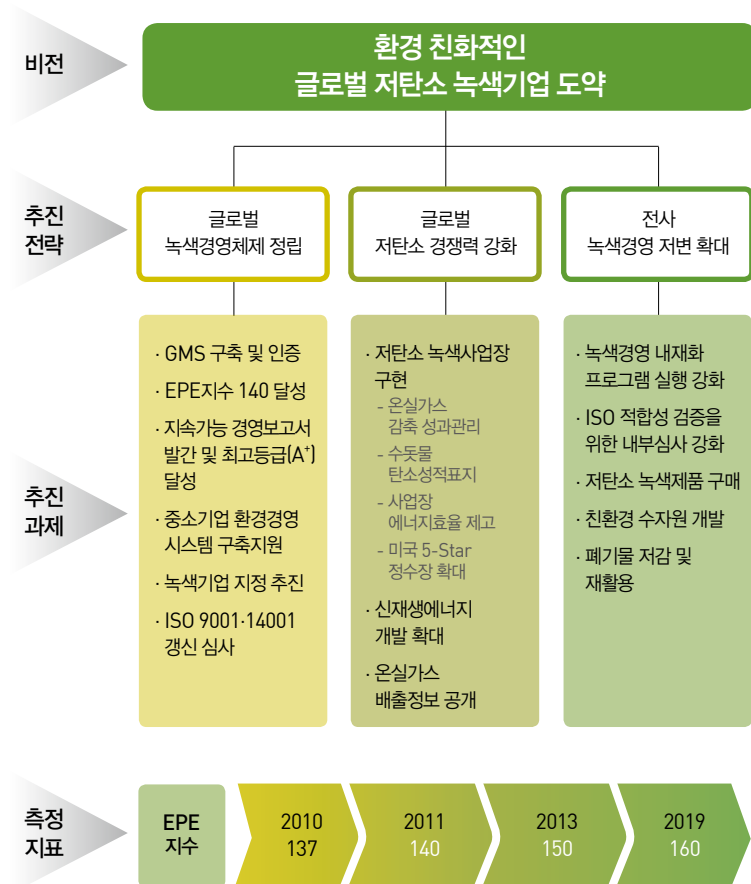 비전
환경 친화적인
글로벌 저탄소 녹색기업 도약
추진
전략
글로벌
녹색경영체제 정립
글로벌
저탄소 경쟁력 강화
전사
녹색경영 저변 확대
추진
과제
· GMS 구축 및 인증
· EPE지수 140 달성
· 지속가능 경영보고서
발간 및 최고등급(A⁺)
달성
· 중소기업 환경경영
시스템 구축지원
· 녹색기업 지정 추진
· ISO 9001·14001
갱신 심사
· 저탄소 녹색사업장
구현
- 온실가스
감축 성과관리
- 수돗물
탄소성적표지
- 사업장
에너지효율 제고
- 미국 5-Star
정수장 확대
· 신재생에너지
개발 확대
· 온실가스
배출정보 공개
· 녹색경영 내재화
프로그램 실행 강화
· ISO 적합성 검증을
위한 내부심사 강화
· 저탄소 녹색제품 구매
· 친환경 수자원 개발
· 폐기물 저감 및
재활용
측정
지표
EPE
지수
2010
137
2011
140
2013
150
2019
160